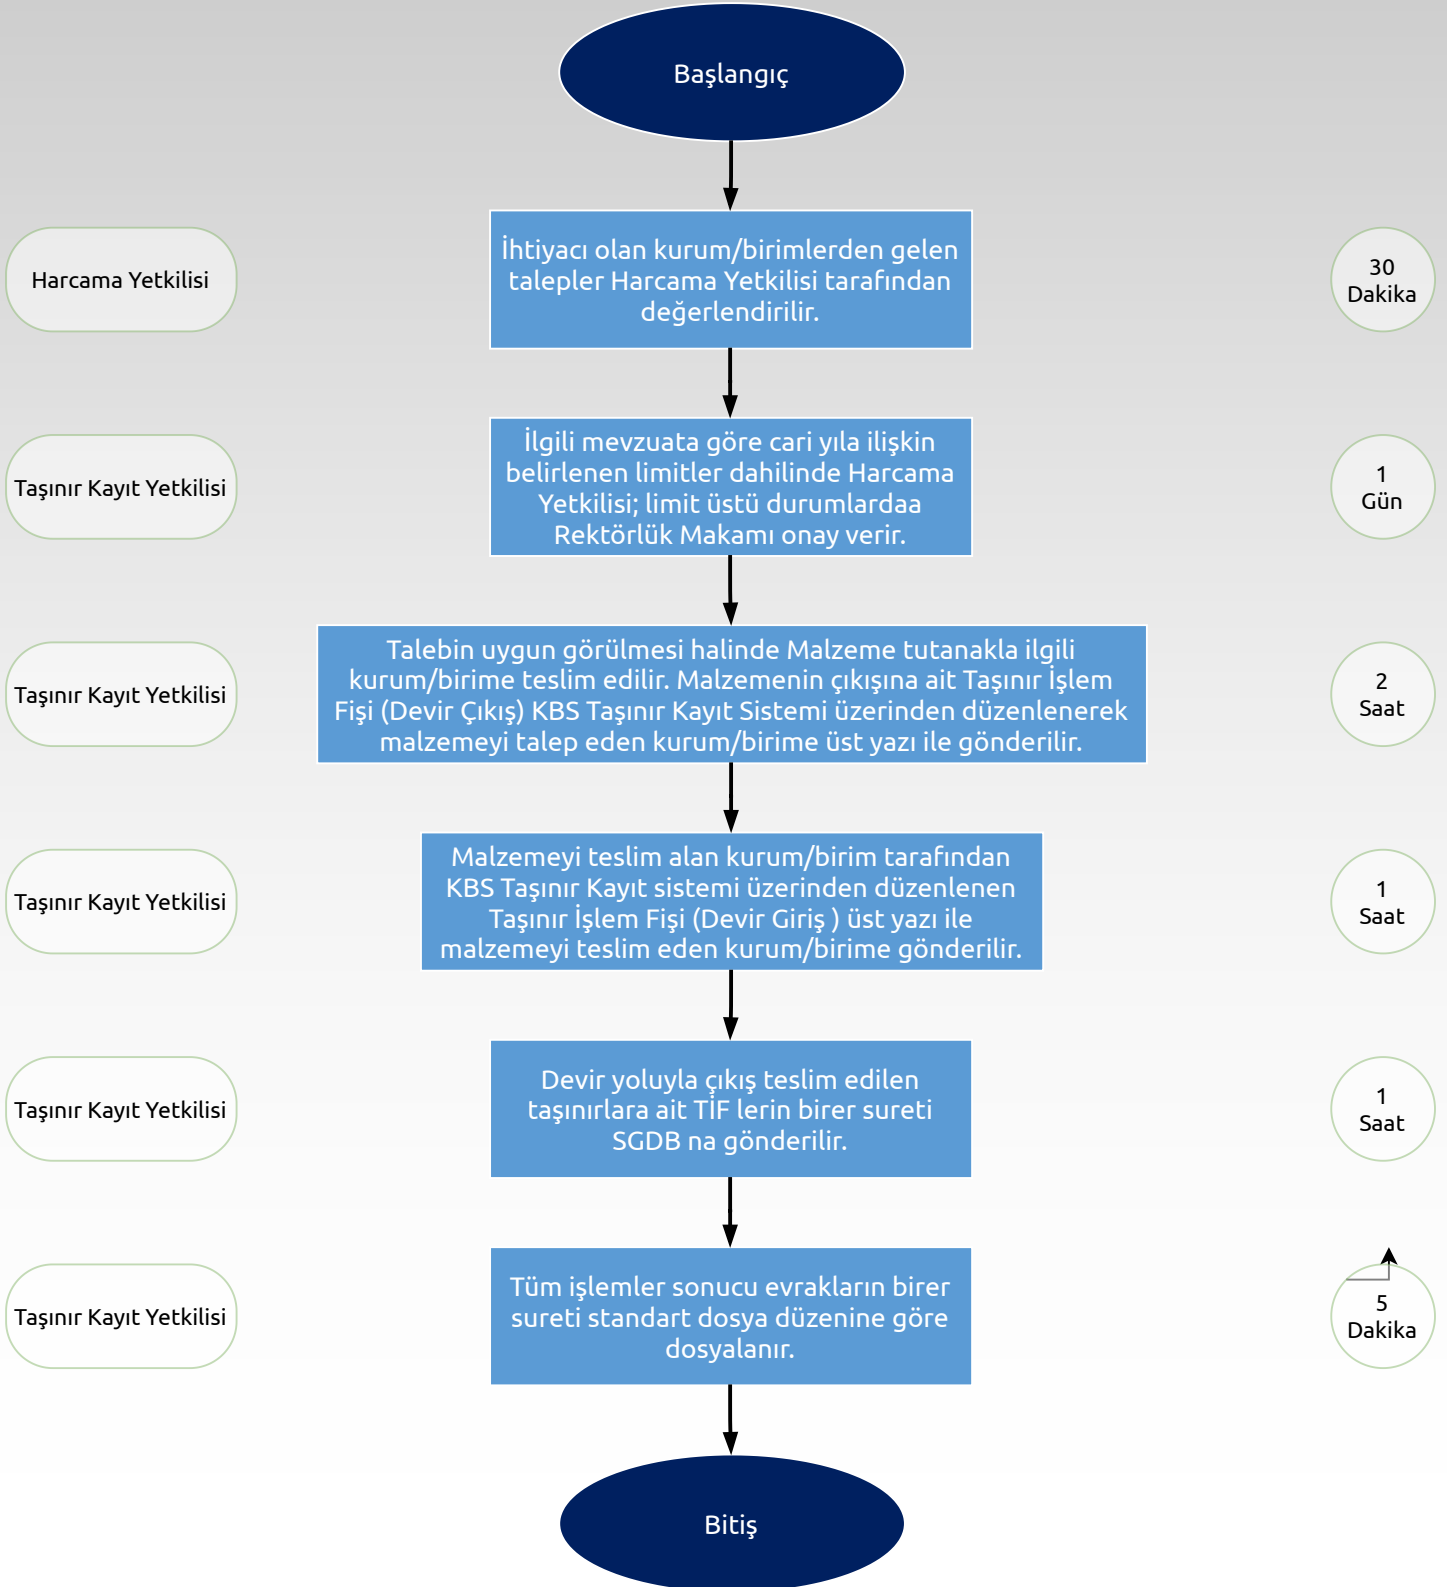 Başlangıç
Harcama Yetkilisi
İhtiyacı olan kurum/birimlerden gelen
talepler Harcama Yetkilisi tarafından
değerlendirilir.
30
Dakika
Taşınır Kayıt Yetkilisi
İlgili mevzuata göre cari yıla ilişkin
belirlenen limitler dahilinde Harcama
Yetkilisi; limit üstü durumlardaa
Rektörlük Makamı onay verir.
1
Gün
Taşınır Kayıt Yetkilisi
Talebin uygun görülmesi halinde Malzeme tutanakla ilgili
kurum/birime teslim edilir. Malzemenin çıkışına ait Taşınır İşlem
Fişi (Devir Çıkış) KBS Taşınır Kayıt Sistemi üzerinden düzenlenerek
malzemeyi talep eden kurum/birime üst yazı ile gönderilir.
2
Saat
Taşınır Kayıt Yetkilisi
Malzemeyi teslim alan kurum/birim tarafından
KBS Taşınır Kayıt sistemi üzerinden düzenlenen
Taşınır İşlem Fişi (Devir Giriş ) üst yazı ile
malzemeyi teslim eden kurum/birime gönderilir.
1
Saat
Taşınır Kayıt Yetkilisi
Devir yoluyla çıkış teslim edilen
taşınırlara ait TİF lerin birer sureti
SGDB na gönderilir.
1
Saat
Taşınır Kayıt Yetkilisi
Tüm işlemler sonucu evrakların birer
sureti standart dosya düzenine göre
dosyalanır.
5
Dakika
Bitiş